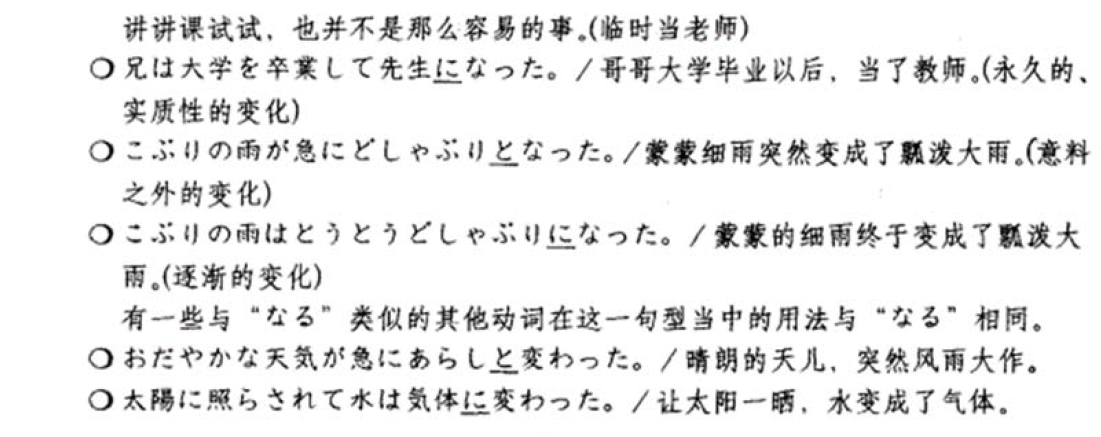 讲讲课试试，也并不是那么容易的事。(临时当老师)
○兄は大学を卒業して先生になった。/哥哥大学毕业以后，当了教师。(永久的、
实质性的变化)
○こぶりの雨が急にどしゃぶりとなった。/蒙蒙细雨突然变成了瓢泼大雨。(意料
之外的变化)
○こぶりの雨はとうとうどしゃぶりになった。/蒙蒙的细雨终于变成了瓢泼大
雨。(逐渐的变化)
有一些与“なる”类似的其他动词在这一句型当中的用法与“なる”相同。
○おだやかな天気が急にあらしと変わった。/晴朗的天儿，突然风雨大作。
○太陽に照らされて水は気体に変わった。/让太阳一晒，水变成了气体。